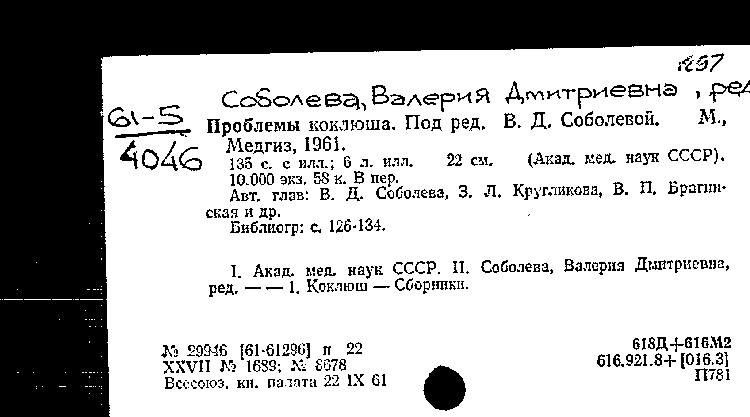 1237
Соболева, Валерия Дмитриевна, ред
61-5
4046
Проблемы коклюша. Под ред. В. Д. Соболевой. М.,
Медгиз, 1961.
135 с. с илл.; 6 л. илл. 22 см. (Акад. мед. наук СССР).
10.000 экз. 58 к. В пер.
Авт. глав: В. Д. Соболева, З. Л. Кругликова, В. П. Брагин-
ская и др.
Библиогр: с. 126-134.
I. Акад. мед. наук СССР. II. Соболева, Валерия Дмитриевна,
ред. — — 1. Коклюш — Сборники.
№ 29946 [61-61296] п 22
XXVII № 1689; № 8678
Всесоюз. кн. палата 22 IX 61
618Д+616М2
616.921.8+[016.3]
П781